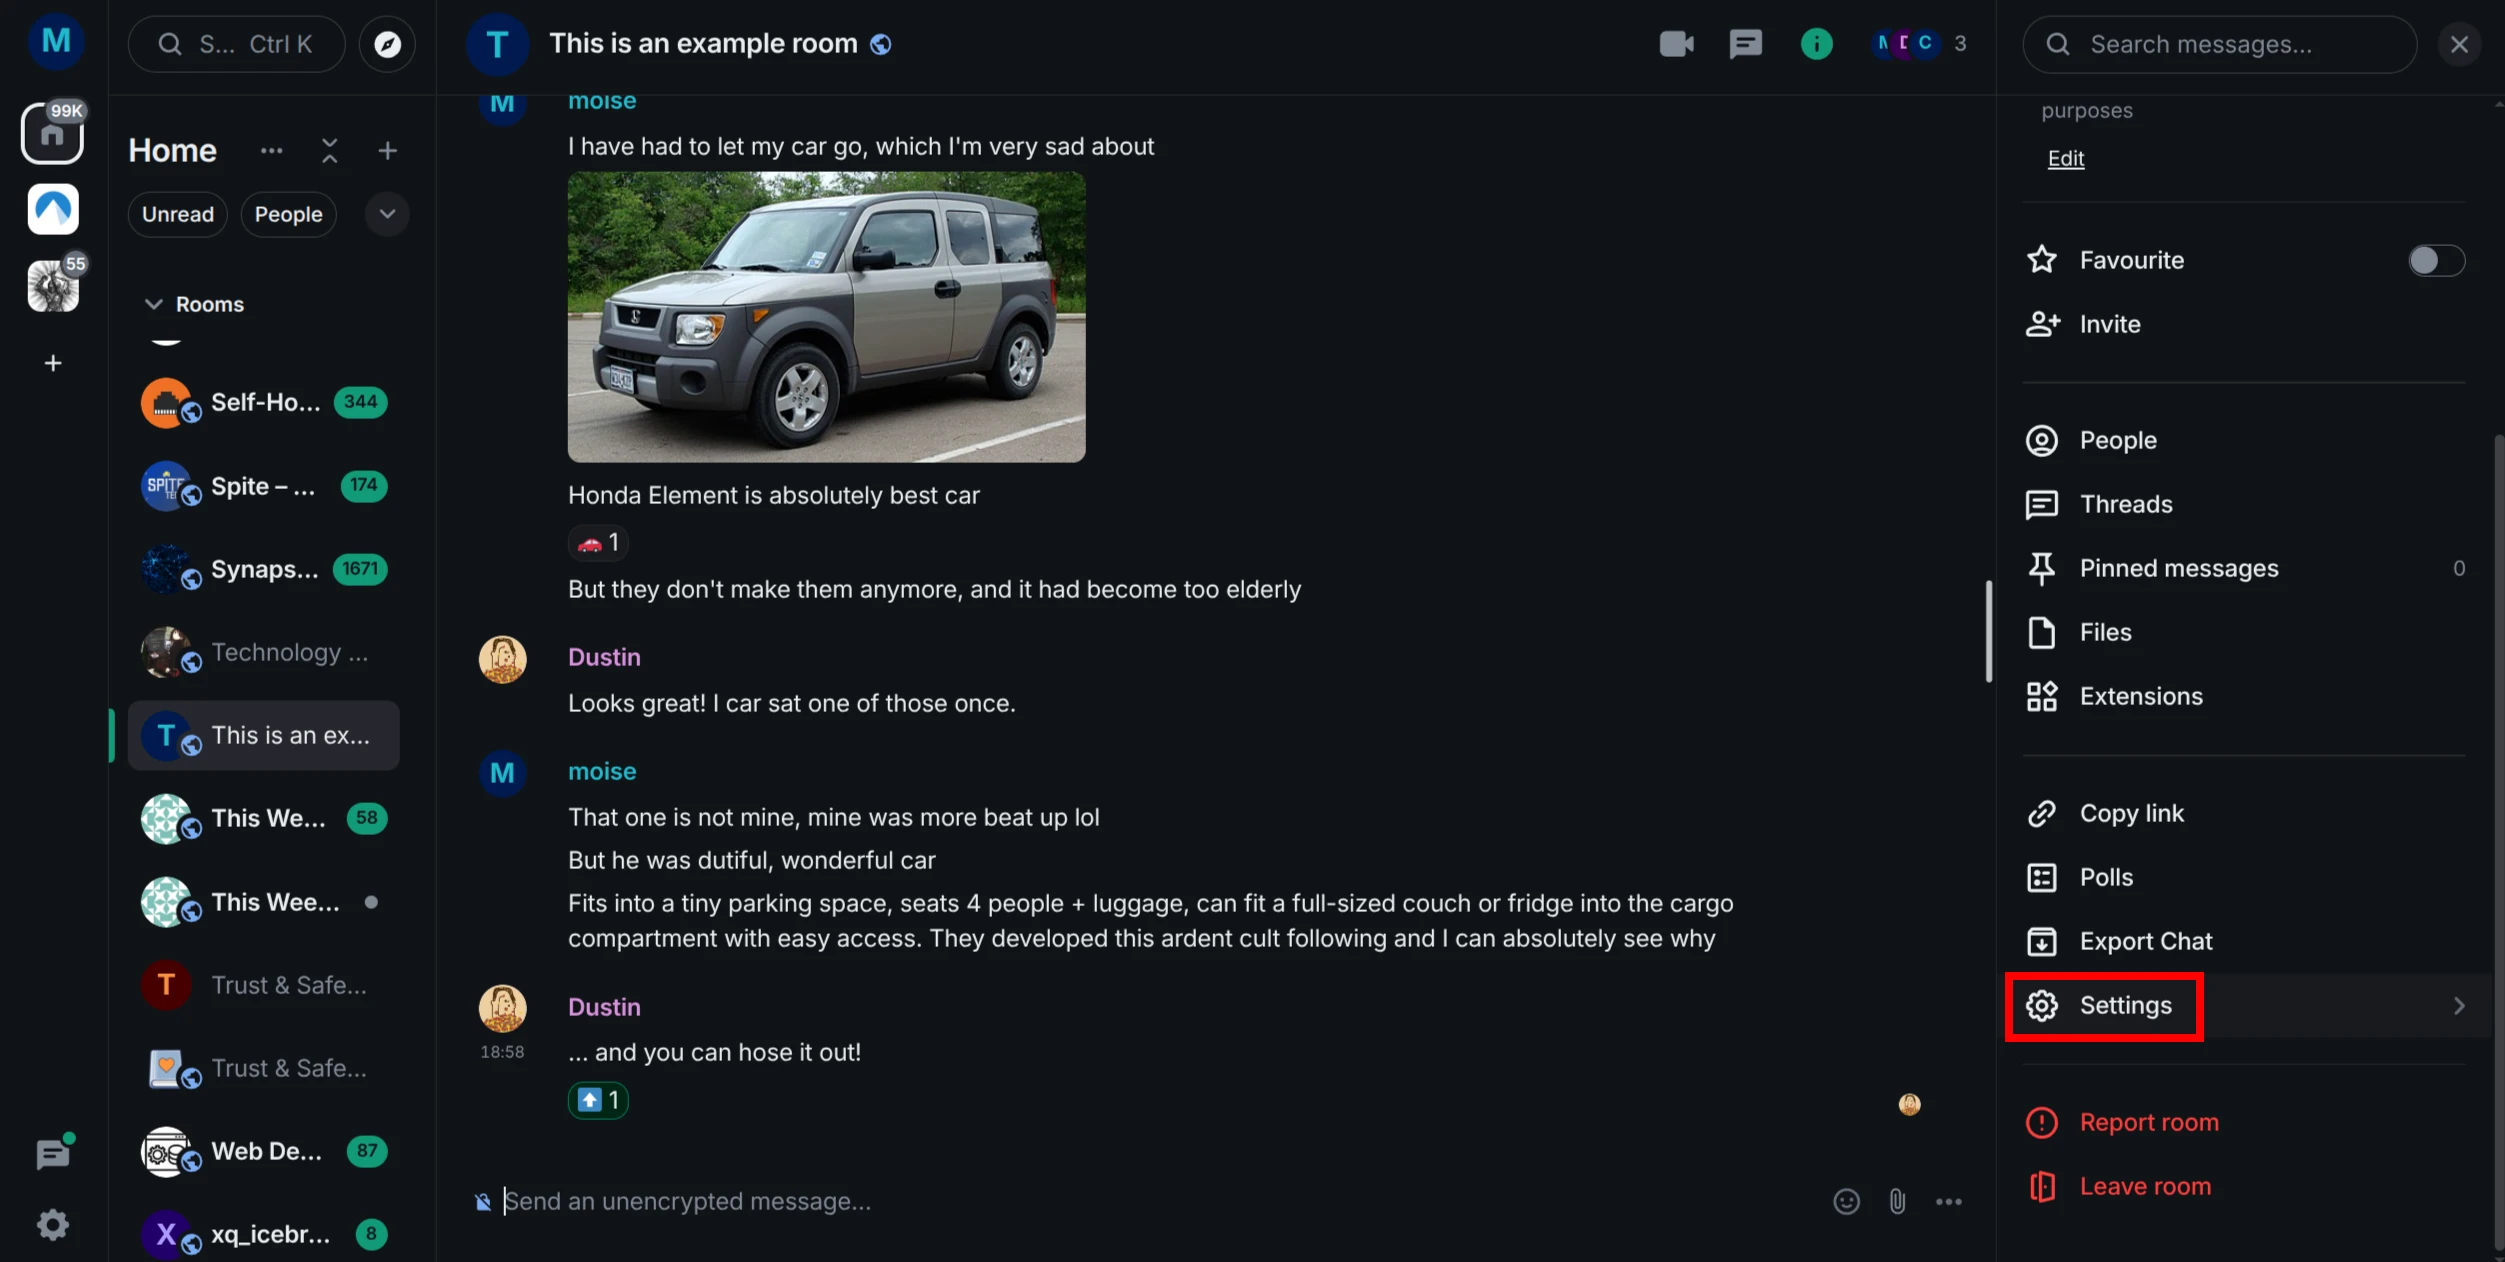 M
99K
55
S... Ctrl K
Home
Unread
People
Rooms
Self-Ho... 344
Spite – ... 174
Synaps... 1671
Technology ...
T This is an ex...
This We... 58
This Wee...
T Trust & Safe...
Trust & Safe...
Web De... 87
X xq_icebr... 8
T This is an example room
C 3
M moise
I have had to let my car go, which I'm very sad about
Honda Element is absolutely best car
1
But they don't make them anymore, and it had become too elderly
Dustin
Looks great! I car sat one of those once.
M moise
That one is not mine, mine was more beat up lol
But he was dutiful, wonderful car
Fits into a tiny parking space, seats 4 people + luggage, can fit a full-sized couch or fridge into the cargo
compartment with easy access. They developed this ardent cult following and I can absolutely see why
Dustin
18:58 ... and you can hose it out!
1
Send an unencrypted message...
Search messages...
purposes
Edit
Favourite
Invite
People
Threads
Pinned messages 0
Files
Extensions
Copy link
Polls
Export Chat
Settings
Report room
Leave room